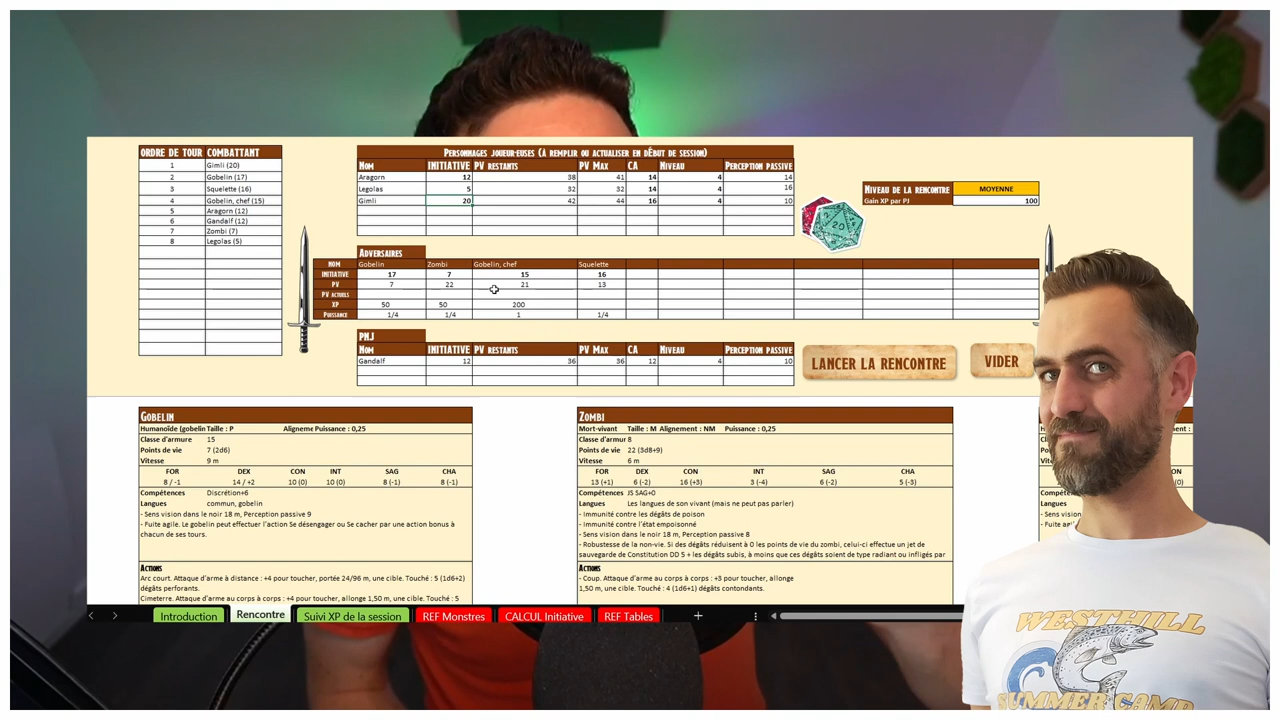 ORDRE DE TOUR COMBATTANT
1 Gimli (20)
2 Gobelin (17)
3 Squelette (16)
4 Gobelin, chef (15)
5 Aragorn (12)
6 Gandalf (12)
7 Zombi (7)
8 Legolas (5)
PERSONNAGES JOUEUR·EUSES (À REMPLIR OU ACTUALISER EN DÉBUT DE SESSION)
NOM INITIATIVE PV RESTANTS PV MAX CA NIVEAU PERCEPTION PASSIVE
Aragorn 12 38 41 14 4 14
Legolas 5 32 32 14 4 16
Gimli 20 42 44 16 4 10
NIVEAU DE LA RENCONTRE MOYENNE
Gain XP par PJ 100
20
ADVERSAIRES
NOM Gobelin Zombi Gobelin, chef Squelette
INITIATIVE 17 7 15 16
PV 7 22 21 13
PV ACTUELS
XP 50 50 200
PUISSANCE 1/4 1/4 1 1/4
PNJ
NOM INITIATIVE PV RESTANTS PV MAX CA NIVEAU PERCEPTION PASSIVE
Gandalf 12 36 36 12 4 10
LANCER LA RENCONTRE
VIDER
GOBELIN
Humanoïde (gobelin Taille : P Aligneme Puissance : 0,25
Classe d'armure 15
Points de vie 7 (2d6)
Vitesse 9 m
FOR DEX CON INT SAG CHA
8 / -1 14 / +2 10 (0) 10 (0) 8 (-1) 8 (-1)
Compétences Discrétion+6
Langues commun, gobelin
- Sens vision dans le noir 18 m, Perception passive 9
- Fuite agile. Le gobelin peut effectuer l'action Se désengager ou Se cacher par une action bonus à
chacun de ses tours.
ACTIONS
Arc court. Attaque d'arme à distance : +4 pour toucher, portée 24/96 m, une cible. Touché : 5 (1d6+2)
dégâts perforants.
Cimeterre. Attaque d'arme au corps à corps : +4 pour toucher, allonge 1,50 m, une cible. Touché : 5
ZOMBI
Mort-vivant Taille : M Alignement : NM Puissance : 0,25
Classe d'armur 8
Points de vie 22 (3d8+9)
Vitesse 6 m
FOR DEX CON INT SAG CHA
13 (+1) 6 (-2) 16 (+3) 3 (-4) 6 (-2) 5 (-3)
Compétences JS SAG+0
Langues Les langues de son vivant (mais ne peut pas parler)
- Immunité contre les dégâts de poison
- Immunité contre l'état empoisonné
- Sens vision dans le noir 18 m, Perception passive 8
- Robustesse de la non-vie. Si des dégâts réduisent à 0 les points de vie du zombi, celui-ci effectue un jet de
sauvegarde de Constitution DD 5 + les dégâts subis, à moins que ces dégâts soient de type radiant ou infligés par
ACTIONS
- Coup. Attaque d'arme au corps à corps : +3 pour toucher, allonge
1,50 m, une cible. Touché : 4 (1d6+1) dégâts contondants.
Introduction Rencontre Suivi XP de la session REF Monstres CALCUL Initiative REF Tables
WESTHILL
SUMMER CAMP